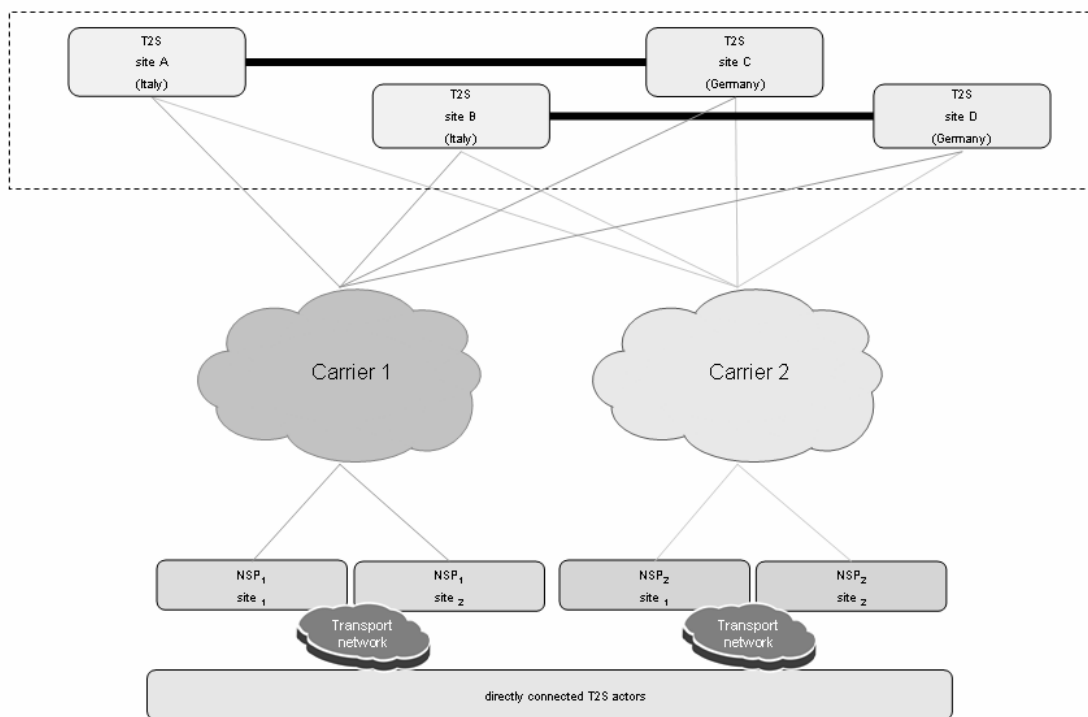 T2S
site A
(Italy)
T2S
site C
(Germany)
T2S
site B
(Italy)
T2S
site D
(Germany)
Carrier 1
Carrier 2
NSP1
site 1
NSP1
site 2
NSP2
site 1
NSP2
site 2
Transport
network
Transport
network
directly connected T2S actors